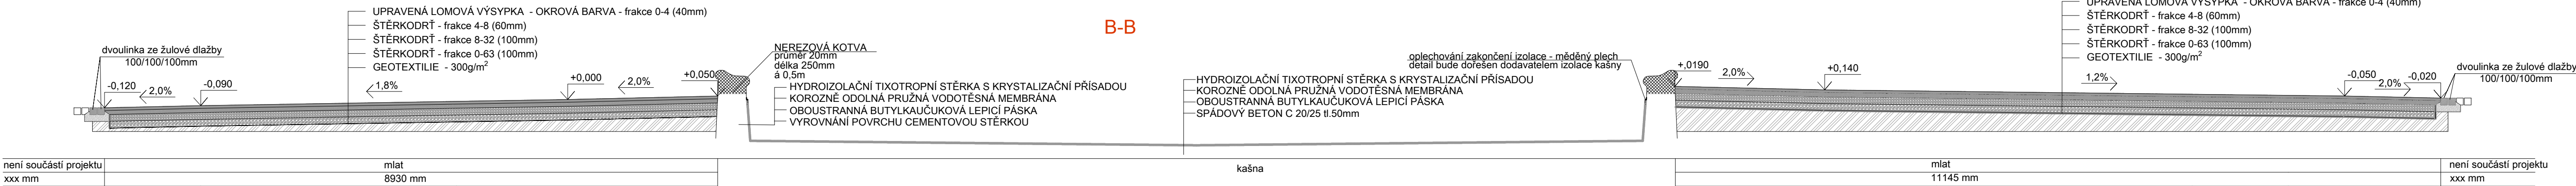 B-B
UPRAVENÁ LOMOVÁ VÝSYPKA - OKROVÁ BARVA - frakce 0-4 (40mm)
ŠTĚRKODRŤ - frakce 4-8 (60mm)
ŠTĚRKODRŤ - frakce 8-32 (100mm)
ŠTĚRKODRŤ - frakce 0-63 (100mm)
GEOTEXTILIE - 300g/m²
dvoulinka ze žulové dlažby
100/100/100mm
-0,120
2,0%
-0,090
1,8%
+0,000
2,0%
+0,050
NEREZOVÁ KOTVA
průměr 20mm
délka 250mm
á 0,5m
HYDROIZOLAČNÍ TIXOTROPNÍ STĚRKA S KRYSTALIZAČNÍ PŘÍSADOU
KOROZNĚ ODOLNÁ PRUŽNÁ VODOTĚSNÁ MEMBRÁNA
OBOUSTRANNÁ BUTYLKAUČUKOVÁ LEPICÍ PÁSKA
VYROVNÁNÍ POVRCHU CEMENTOVOU STĚRKOU
oplechování zakončení izolace - měděný plech
detail bude dořešen dodavatelem izolace kašny
HYDROIZOLAČNÍ TIXOTROPNÍ STĚRKA S KRYSTALIZAČNÍ PŘÍSADOU
KOROZNĚ ODOLNÁ PRUŽNÁ VODOTĚSNÁ MEMBRÁNA
OBOUSTRANNÁ BUTYLKAUČUKOVÁ LEPICÍ PÁSKA
SPÁDOVÝ BETON C 20/25 tl.50mm
+,0190
2,0%
+0,140
1,2%
UPRAVENÁ LOMOVÁ VÝSYPKA - OKROVÁ BARVA - frakce 0-4 (40mm)
ŠTĚRKODRŤ - frakce 4-8 (60mm)
ŠTĚRKODRŤ - frakce 8-32 (100mm)
ŠTĚRKODRŤ - frakce 0-63 (100mm)
GEOTEXTILIE - 300g/m²
-0,050
2,0%
-0,020
dvoulinka ze žulové dlažby
100/100/100mm
není součástí projektu
mlat
kašna
mlat
není součástí projektu
xxx mm
8930 mm
11145 mm
xxx mm